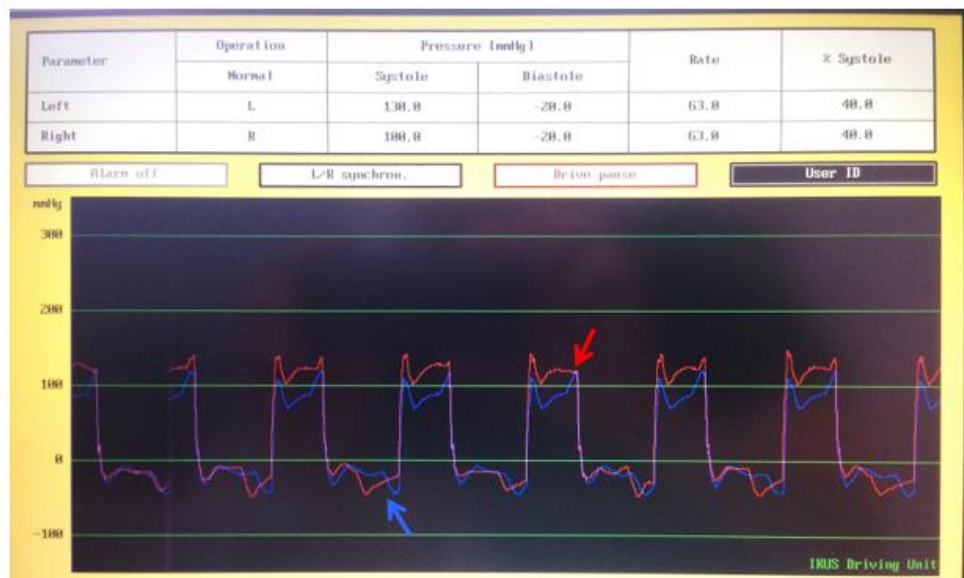 Parameter Operation Pressure [mmHg] Rate % Systole
Normal Systole Diastole
Left L 130.0 -20.0 63.0 40.0
Right R 100.0 -20.0 63.0 40.0
Alarm off L/R synchron. Drive pause User ID
mmHg
300
200
100
0
-100
IKUS Driving Unit